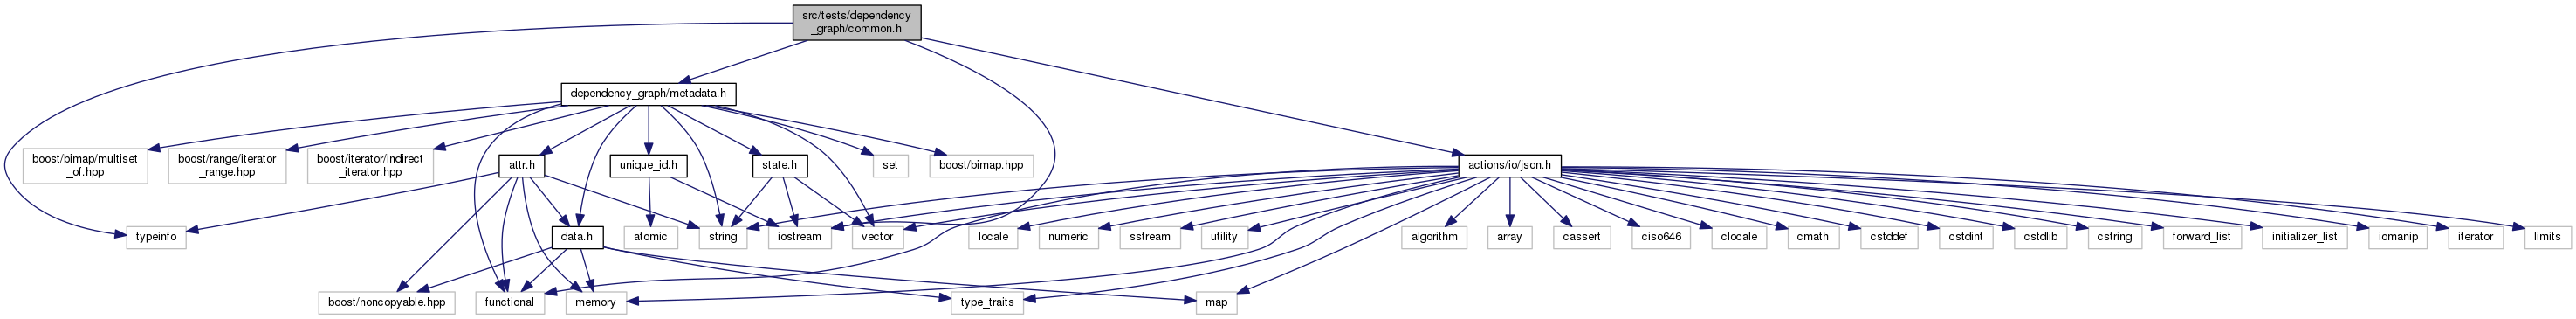 src/tests/dependency
_graph/common.h
dependency_graph/metadata.h
boost/bimap/multiset
_of.hpp
boost/range/iterator
_range.hpp
boost/iterator/indirect
_iterator.hpp
attr.h
unique_id.h
state.h
set
boost/bimap.hpp
actions/io/json.h
typeinfo
data.h
atomic
string
iostream
vector
locale
numeric
sstream
utility
algorithm
array
cassert
ciso646
clocale
cmath
cstddef
cstdint
cstdlib
cstring
forward_list
initializer_list
iomanip
iterator
limits
boost/noncopyable.hpp
functional
memory
type_traits
map